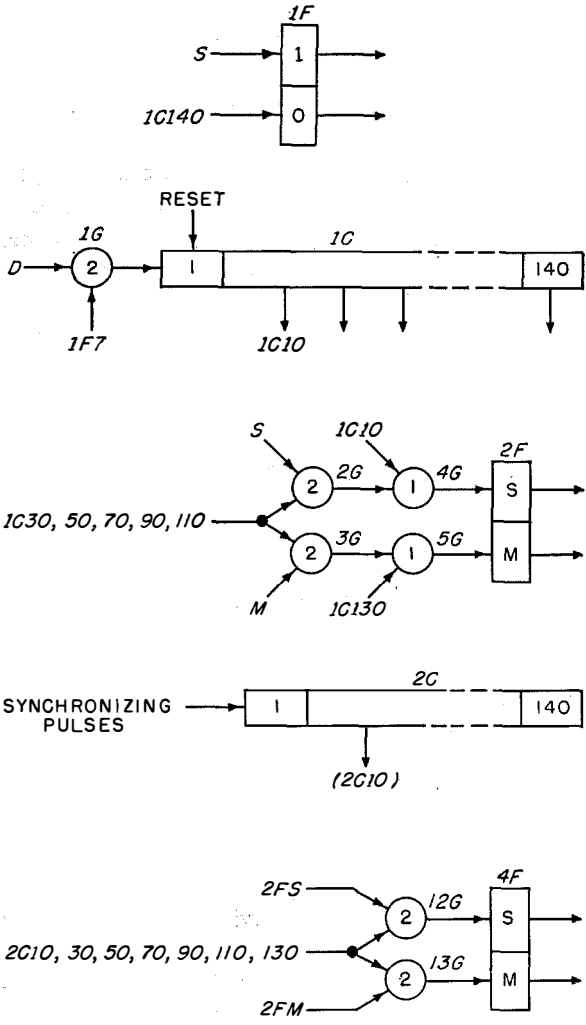 1F
S 1
1C140 0
RESET
1G 1C
D 2 1 140
1F7 1C10
S 1C10 2F
2 2G 1 4G S
1C30, 50, 70, 90, 110
2 3G 1 5G M
M 1C130
2C
SYNCHRONIZING 1 140
PULSES
(2C10)
2FS 4F
2 12G S
2C10, 30, 50, 70, 90, 110, 130
2 13G M
2FM